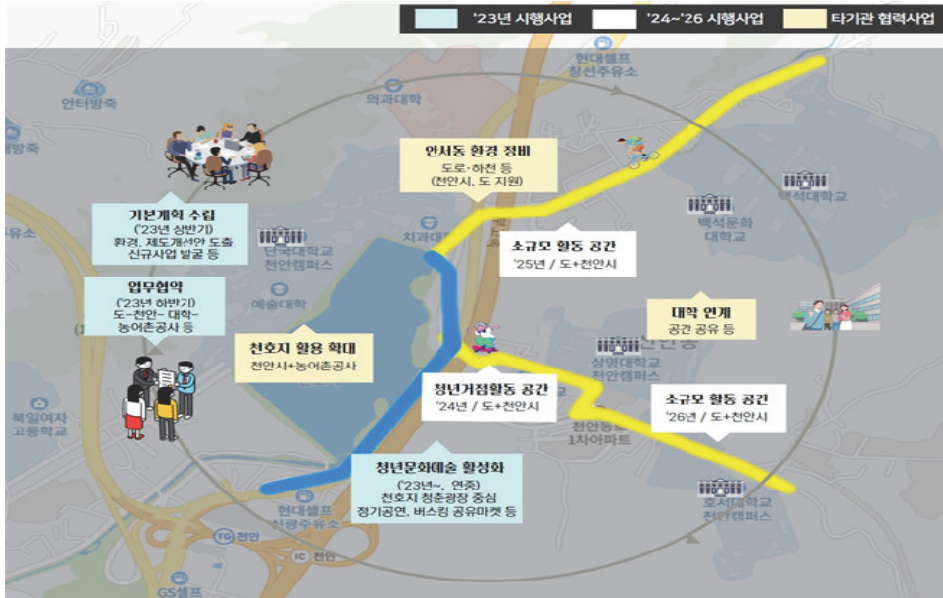 '23년 시행사업
'24~'26 시행사업
타기관 협력사업
현대셀프
창선주유소
안터방죽
의과대학
안서동 환경 정비
도로·하천 등
(천안시, 도 지원)
백석대학교
백석문화
대학교
기본계획 수립
('23년 상반기)
환경, 제도개선안 도출
신규사업 발굴 등
단국대학교
천안캠퍼스
치과대
소규모 활동 공간
'25년 / 도+천안시
업무협약
('23년 하반기)
도-천안- 대학-
농어촌공사 등
예술대학
대학 연계
공간 공유 등
천호지 활용 확대
천안시+농어촌공사
상명대학교
천안캠퍼스
청년거점활동 공간
'24년 / 도+천안시
소규모 활동 공간
'26년 / 도+천안시
북일여자
고등학교
1차아파트
청년문화예술 활성화
('23년~. 연중)
천호지 청춘광장 중심
정기공연, 버스킹 공유마켓 등
호서대학교
천안캠퍼스
현대셀프
신광주유소
TG 천안
IC 천안
GS셀프